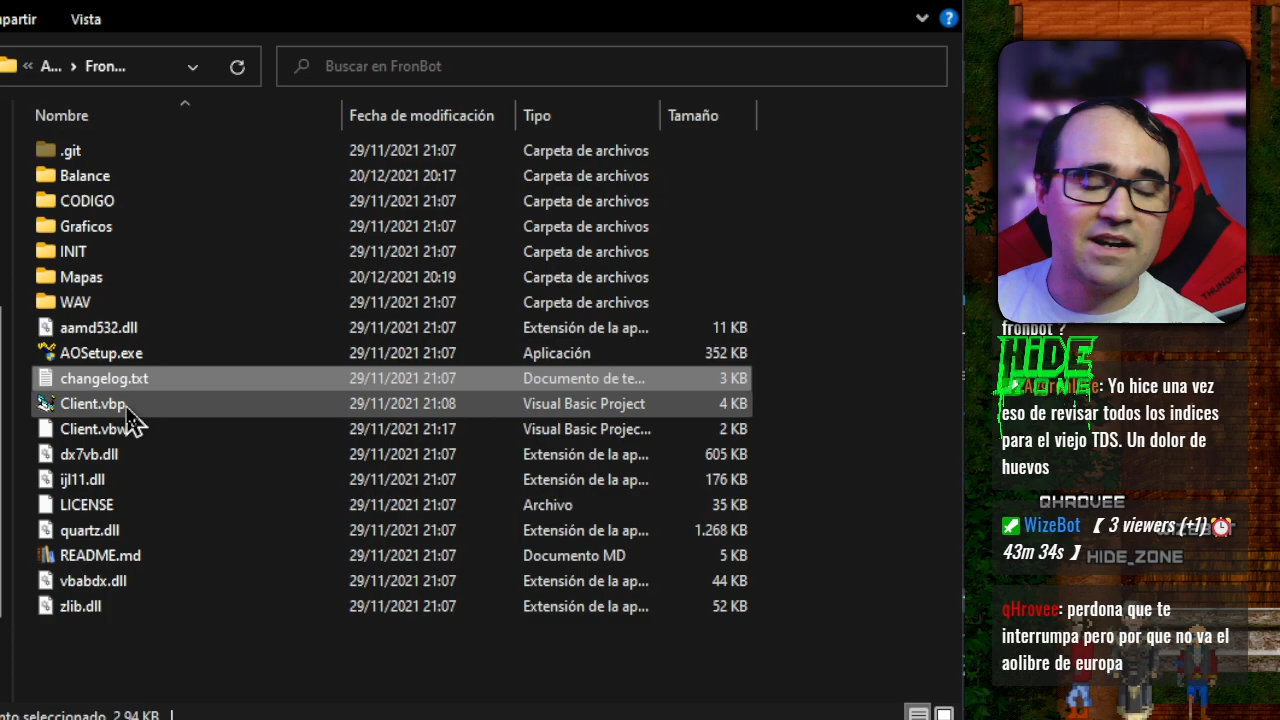 partir Vista
« A... › Fron... Buscar en FronBot
Nombre Fecha de modificación Tipo Tamaño
.git 29/11/2021 21:07 Carpeta de archivos
Balance 20/12/2021 20:17 Carpeta de archivos
CODIGO 29/11/2021 21:07 Carpeta de archivos
Graficos 29/11/2021 21:07 Carpeta de archivos
INIT 29/11/2021 21:07 Carpeta de archivos
Mapas 20/12/2021 20:19 Carpeta de archivos
WAV 29/11/2021 21:07 Carpeta de archivos
aamd532.dll 29/11/2021 21:07 Extensión de la ap... 11 KB
AOSetup.exe 29/11/2021 21:07 Aplicación 352 KB
changelog.txt 29/11/2021 21:07 Documento de te... 3 KB
Client.vbp 29/11/2021 21:08 Visual Basic Project 4 KB
Client.vbw 29/11/2021 21:17 Visual Basic Projec... 2 KB
dx7vb.dll 29/11/2021 21:07 Extensión de la ap... 605 KB
ijl11.dll 29/11/2021 21:07 Extensión de la ap... 176 KB
LICENSE 29/11/2021 21:07 Archivo 35 KB
quartz.dll 29/11/2021 21:07 Extensión de la ap... 1.268 KB
README.md 29/11/2021 21:07 Documento MD 5 KB
vbabdx.dll 29/11/2021 21:07 Extensión de la ap... 44 KB
zlib.dll 29/11/2021 21:07 Extensión de la ap... 52 KB
nto seleccionado 2,94 KB
THUNDER
fronbot ?
HiDE
ZONE
: Yo hice una vez
eso de revisar todos los indices
para el viejo TDS. Un dolor de
huevos
QHROVEE
WizeBot 【 3 viewers (+1)
43m 34s 】 HIDE_ZONE
WIZEBOT
qHrovee: perdona que te
interrumpa pero por que no va el
aolibre de europa